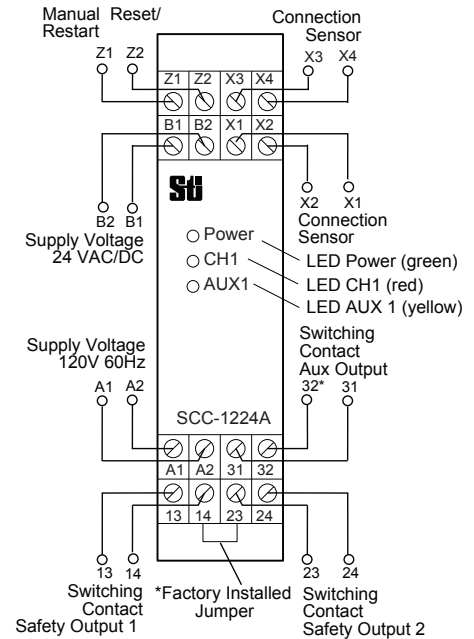 Manual Reset/
Restart
Connection
Sensor
Z1 Z2
X3 X4
Z1 Z2 X3 X4
B1 B2 X1 X2
Sti
B2 B1
X2 X1
Supply Voltage
24 VAC/DC
Connection
Sensor
Power
CH1
AUX1
LED Power (green)
LED CH1 (red)
LED AUX 1 (yellow)
Supply Voltage
120V 60Hz
A1 A2
Switching
Contact
Aux Output
32* 31
SCC-1224A
A1 A2 31 32
13 14 23 24
13 14
23 24
Switching
Contact
Safety Output 1
*Factory Installed
Jumper
Switching
Contact
Safety Output 2